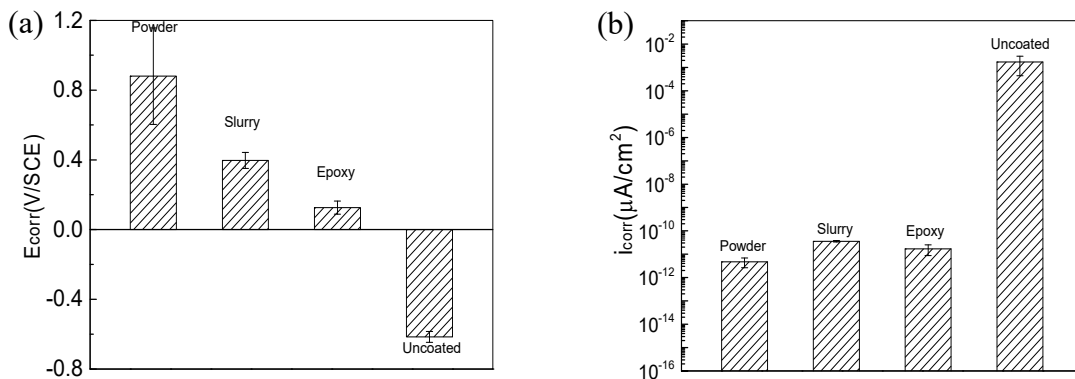 (a)
1.2
0.8
0.4
0.0
-0.4
-0.8
Ecorr(V/SCE)
Powder
Slurry
Epoxy
Uncoated
(b)
10⁻²
10⁻⁴
10⁻⁶
10⁻⁸
10⁻¹⁰
10⁻¹²
10⁻¹⁴
10⁻¹⁶
icorr(μA/cm²)
Powder
Slurry
Epoxy
Uncoated